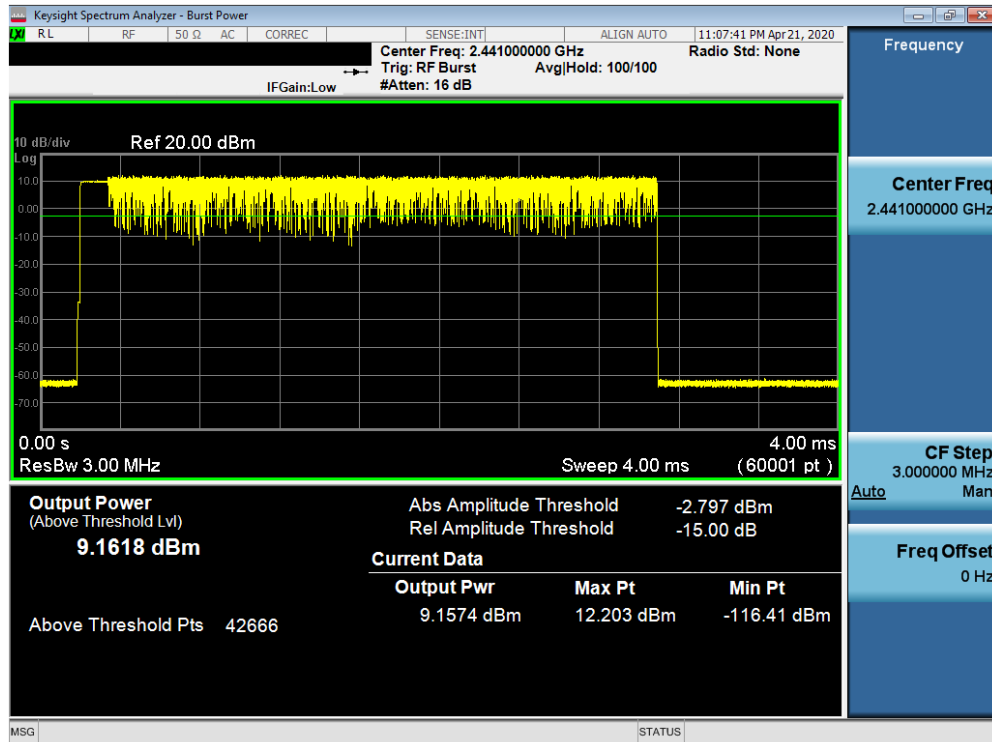 Keysight Spectrum Analyzer - Burst Power
LXI RL RF 50 Ω AC CORREC SENSE:INT ALIGN AUTO 11:07:41 PM Apr 21, 2020
Center Freq: 2.441000000 GHz Radio Std: None
Trig: RF Burst Avg|Hold: 100/100
IFGain:Low #Atten: 16 dB
Frequency
10 dB/div Ref 20.00 dBm
Log
10.0
0.00
-10.0
-20.0
-30.0
-40.0
-50.0
-60.0
-70.0
0.00 s 4.00 ms
ResBw 3.00 MHz Sweep 4.00 ms (60001 pt )
Center Freq
2.441000000 GHz
CF Step
3.000000 MHz
Auto Man
Freq Offset
0 Hz
Output Power
(Above Threshold Lvl)
9.1618 dBm
Above Threshold Pts 42666
Abs Amplitude Threshold -2.797 dBm
Rel Amplitude Threshold -15.00 dB
Current Data
Output Pwr Max Pt Min Pt
9.1574 dBm 12.203 dBm -116.41 dBm
MSG STATUS